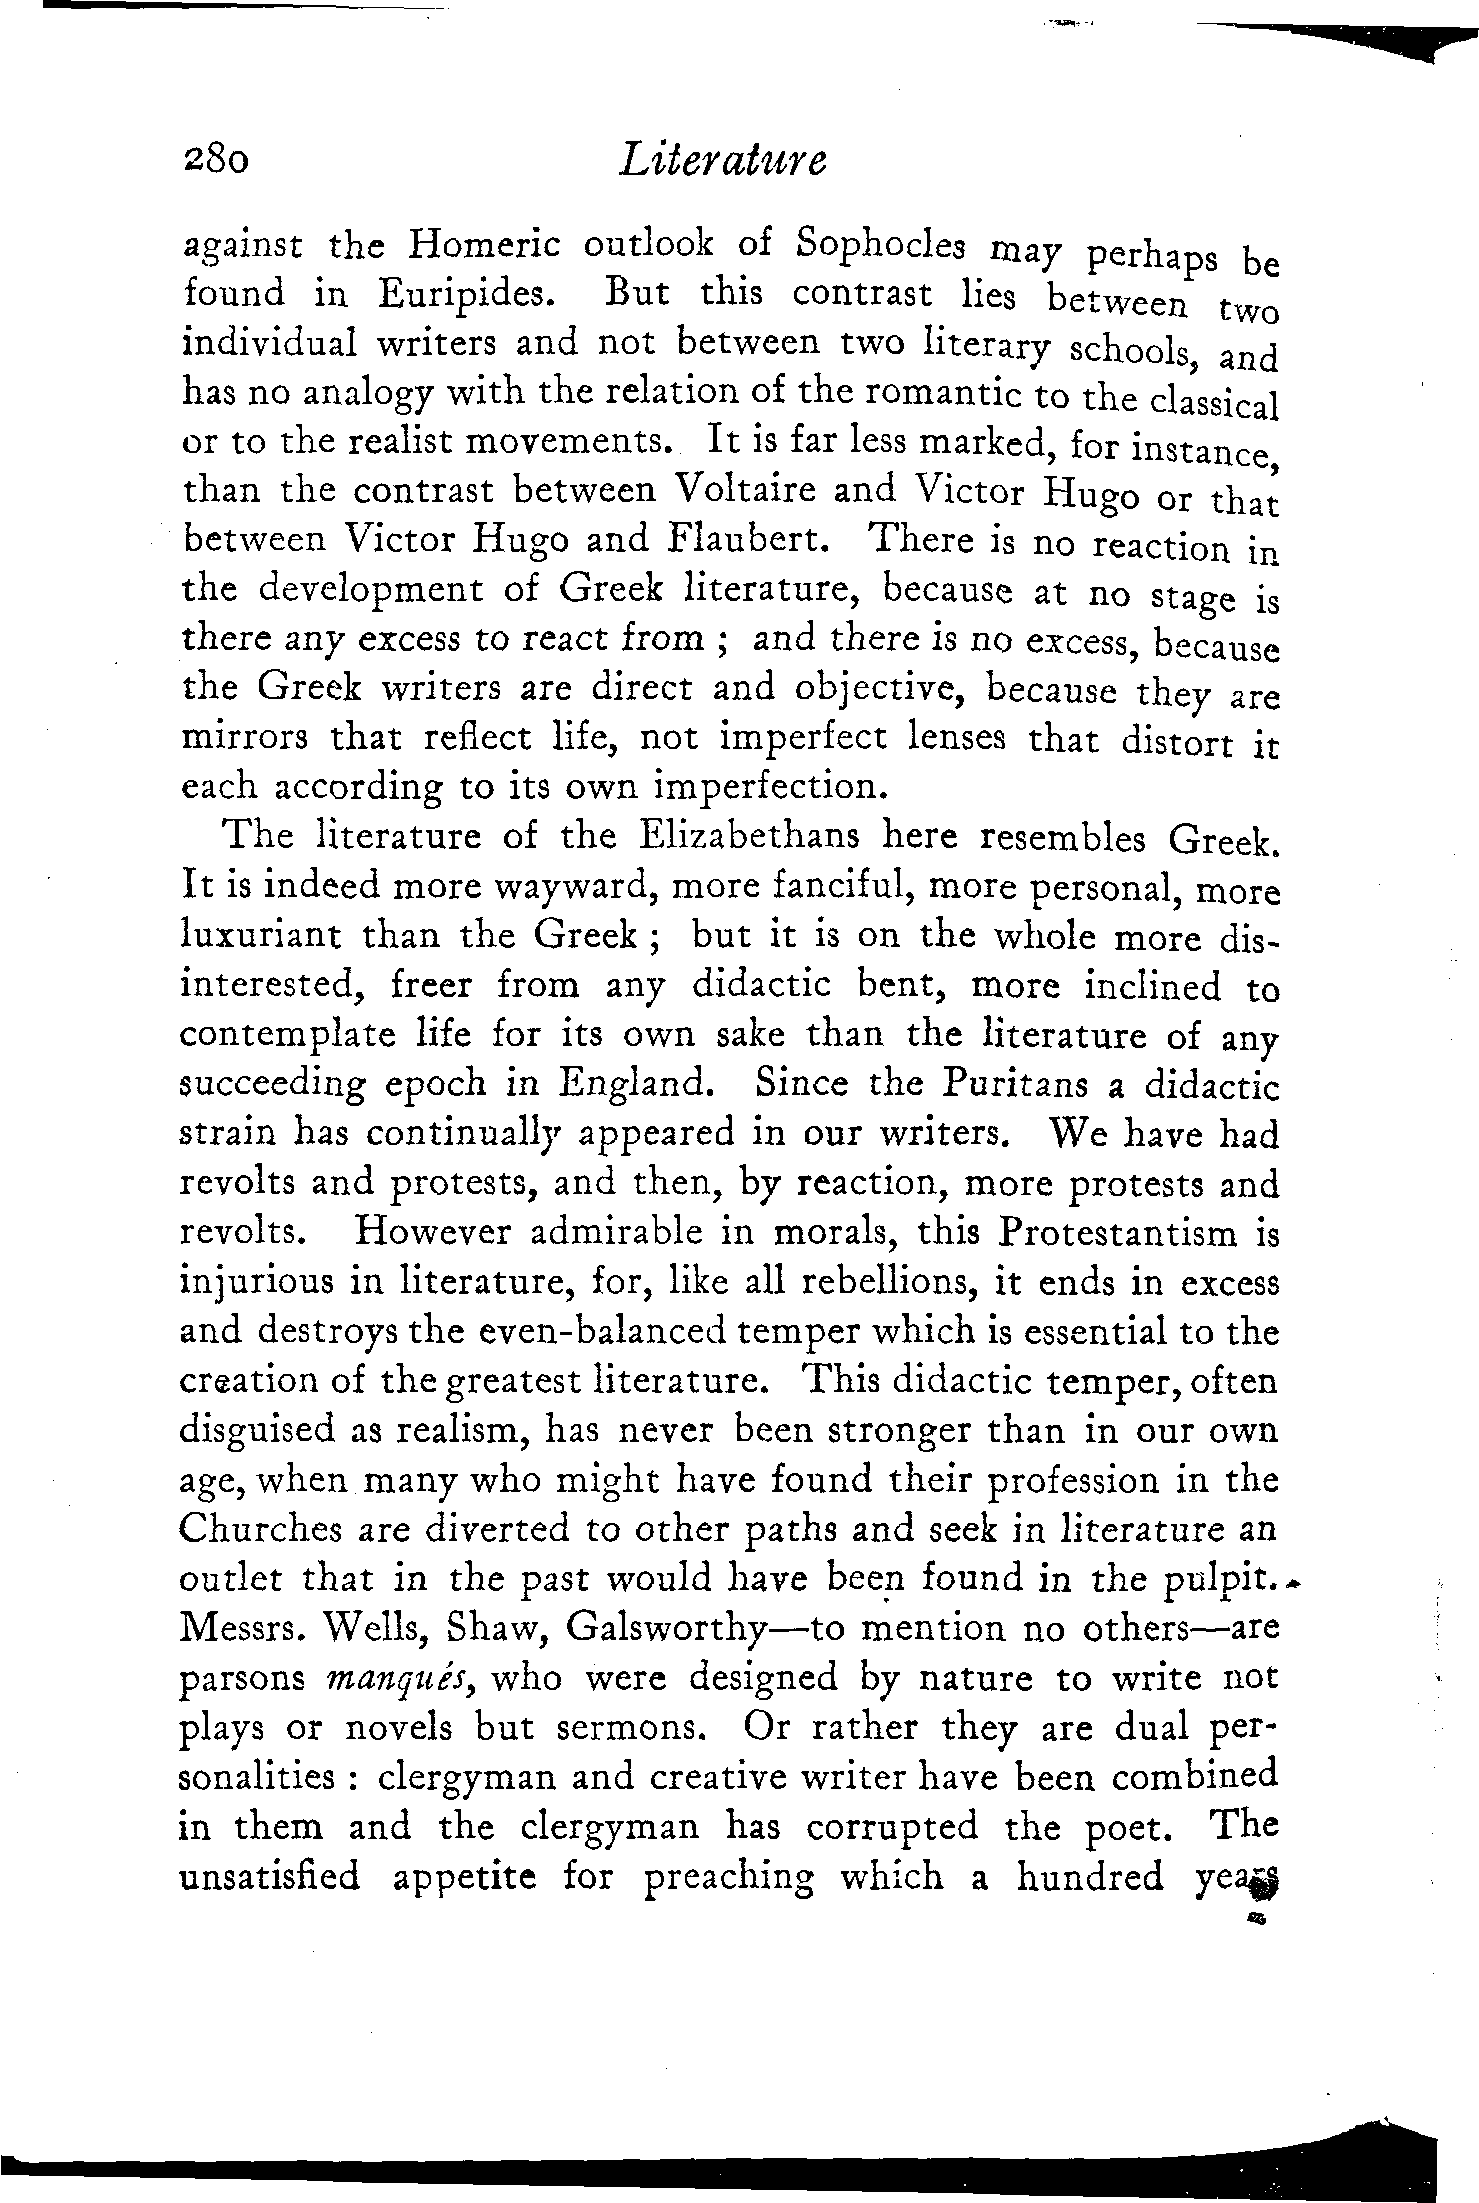 280 Literature
against the Homeric outlook of Sophocles may perhaps be
found in Euripides. But this contrast lies between two
individual writers and not between two literary schools, and
has no analogy with the relation of the romantic to the classical
or to the realist movements. It is far less marked, for instance,
than the contrast between Voltaire and Victor Hugo or that
between Victor Hugo and Flaubert. There is no reaction in
the development of Greek literature, because at no stage is
there any excess to react from ; and there is no excess, because
the Greek writers are direct and objective, because they are
mirrors that reflect life, not imperfect lenses that distort it
each according to its own imperfection.
The literature of the Elizabethans here resembles Greek.
It is indeed more wayward, more fanciful, more personal, more
luxuriant than the Greek ; but it is on the whole more dis-
interested, freer from any didactic bent, more inclined to
contemplate life for its own sake than the literature of any
succeeding epoch in England. Since the Puritans a didactic
strain has continually appeared in our writers. We have had
revolts and protests, and then, by reaction, more protests and
revolts. However admirable in morals, this Protestantism is
injurious in literature, for, like all rebellions, it ends in excess
and destroys the even-balanced temper which is essential to the
creation of the greatest literature. This didactic temper, often
disguised as realism, has never been stronger than in our own
age, when many who might have found their profession in the
Churches are diverted to other paths and seek in literature an
outlet that in the past would have been found in the pulpit.
Messrs. Wells, Shaw, Galsworthy—to mention no others—are
parsons manqués, who were designed by nature to write not
plays or novels but sermons. Or rather they are dual per-
sonalities : clergyman and creative writer have been combined
in them and the clergyman has corrupted the poet. The
unsatisfied appetite for preaching which a hundred years